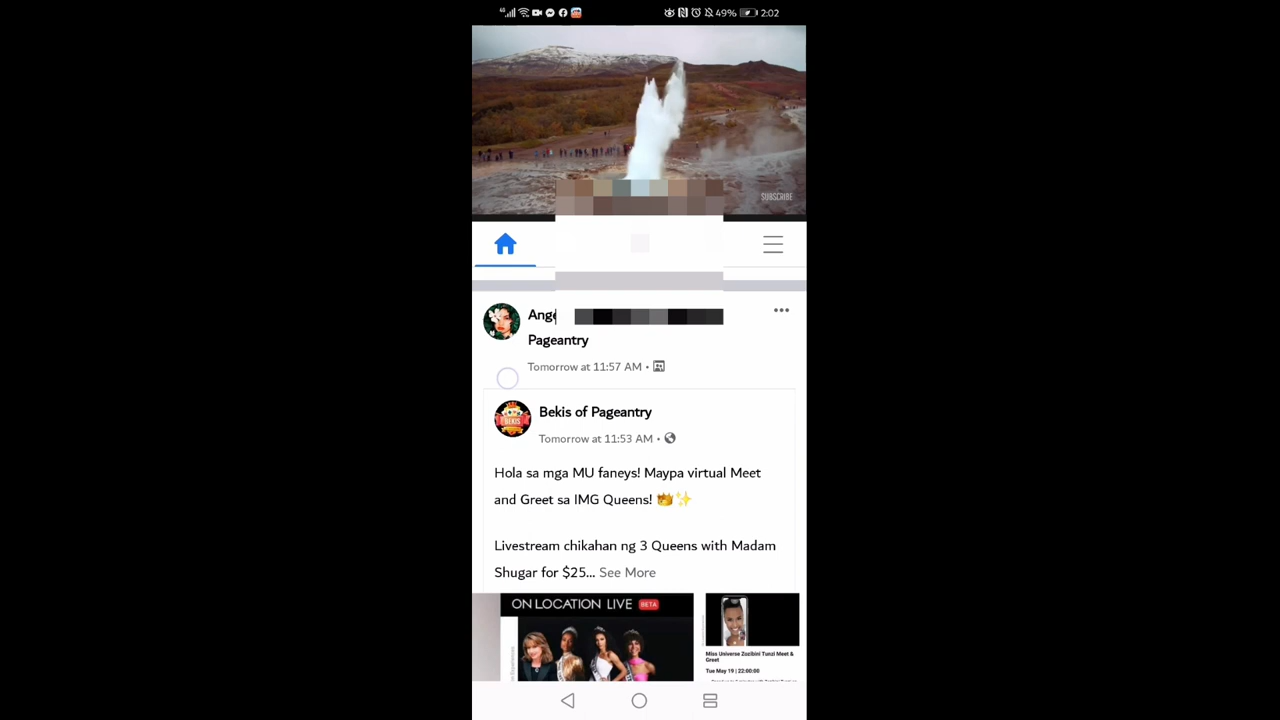 4G 49% 2:02
SUBSCRIBE
Ange
Pageantry
Tomorrow at 11:57 AM •
BEKIS
Bekis of Pageantry
Tomorrow at 11:53 AM •
Hola sa mga MU faneys! Maypa virtual Meet
and Greet sa IMG Queens! 👑✨
Livestream chikahan ng 3 Queens with Madam
Shugar for $25... See More
ON LOCATION LIVE BETA
Miss Universe Zozibini Tunzi Meet &
Greet
Tue May 19 | 22:00:00